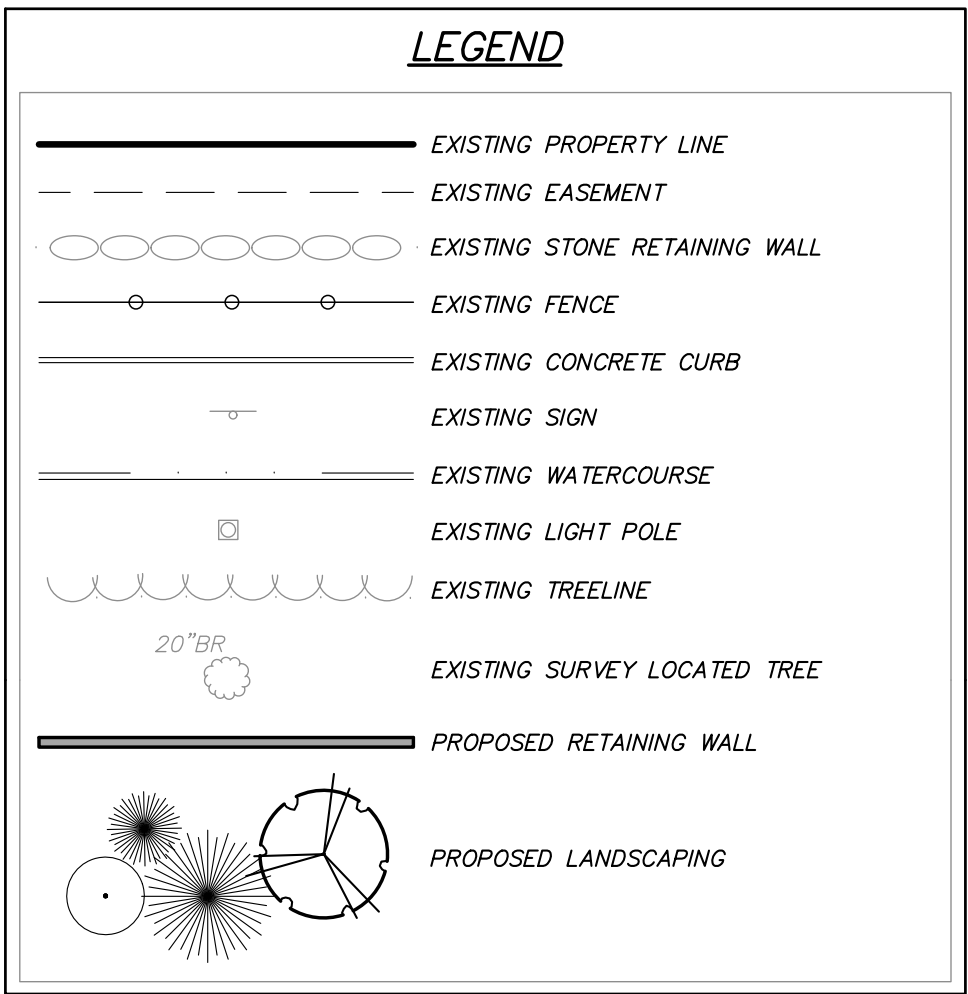 LEGEND
EXISTING PROPERTY LINE
EXISTING EASEMENT
EXISTING STONE RETAINING WALL
EXISTING FENCE
EXISTING CONCRETE CURB
EXISTING SIGN
EXISTING WATERCOURSE
EXISTING LIGHT POLE
EXISTING TREELINE
20"BR
EXISTING SURVEY LOCATED TREE
PROPOSED RETAINING WALL
PROPOSED LANDSCAPING